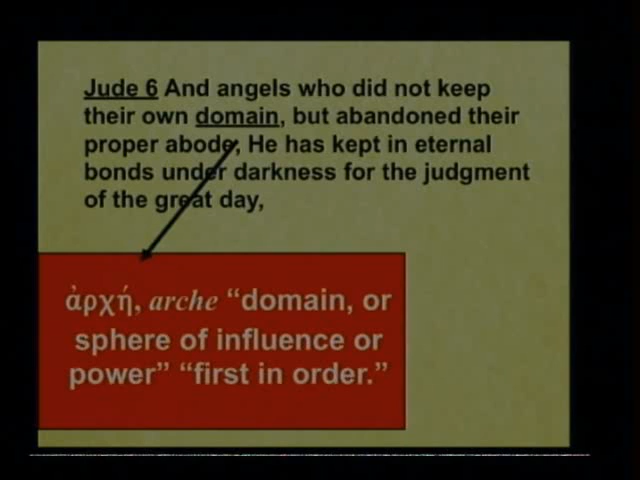 Jude 6 And angels who did not keep
their own domain, but abandoned their
proper abode, He has kept in eternal
bonds under darkness for the judgment
of the great day,
ἀρχή, arche “domain, or
sphere of influence or
power” “first in order.”